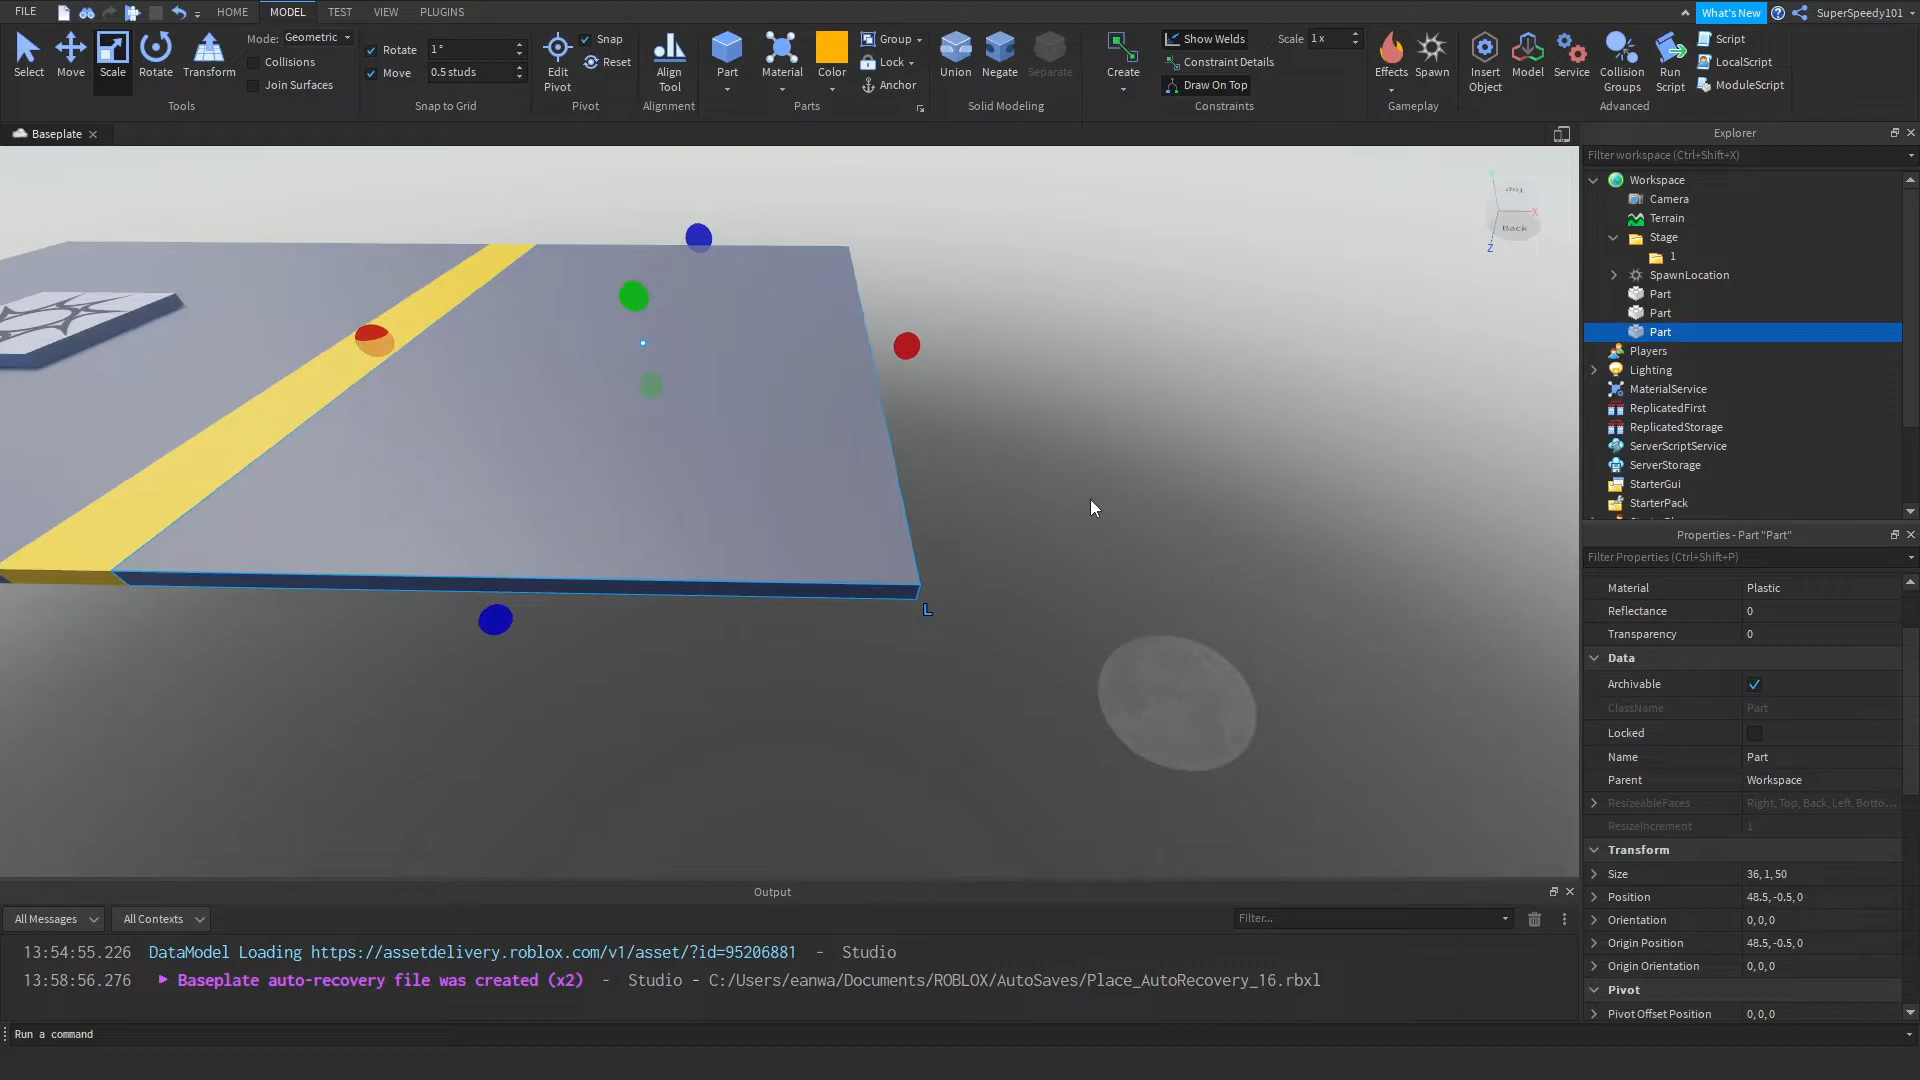 FILE HOME MODEL TEST VIEW PLUGINS What's New SuperSpeedy101
Select Move Scale Rotate Transform
Mode: Geometric
Collisions
Join Surfaces
Tools
Rotate 1°
Move 0.5 studs
Snap to Grid
Edit Pivot
Snap
Reset
Pivot
Align Tool
Alignment
Part Material Color
Group
Lock
Anchor
Parts
Union Negate Separate
Solid Modeling
Create
Show Welds
Constraint Details
Draw On Top
Scale 1 x
Constraints
Effects Spawn
Gameplay
Insert Object
Model
Service
Collision Groups
Run Script
Script
LocalScript
ModuleScript
Advanced
Baseplate
Y
Top
X
Back
Z
L
Explorer
Filter workspace (Ctrl+Shift+X)
Workspace
Camera
Terrain
Stage
1
SpawnLocation
Part
Part
Part
Players
Lighting
MaterialService
ReplicatedFirst
ReplicatedStorage
ServerScriptService
ServerStorage
StarterGui
StarterPack
Properties - Part "Part"
Filter Properties (Ctrl+Shift+P)
Material Plastic
Reflectance 0
Transparency 0
Data
Archivable
ClassName Part
Locked
Name Part
Parent Workspace
ResizeableFaces Right, Top, Back, Left, Botto...
ResizeIncrement 1
Transform
Size 36, 1, 50
Position 48.5, -0.5, 0
Orientation 0, 0, 0
Origin Position 48.5, -0.5, 0
Origin Orientation 0, 0, 0
Pivot
Pivot Offset Position 0, 0, 0
Output
All Messages All Contexts Filter...
13:54:55.226 DataModel Loading https://assetdelivery.roblox.com/v1/asset/?id=95206881 - Studio
13:58:56.276 Baseplate auto-recovery file was created (x2) - Studio - C:/Users/eanwa/Documents/ROBLOX/AutoSaves/Place_AutoRecovery_16.rbxl
Run a command